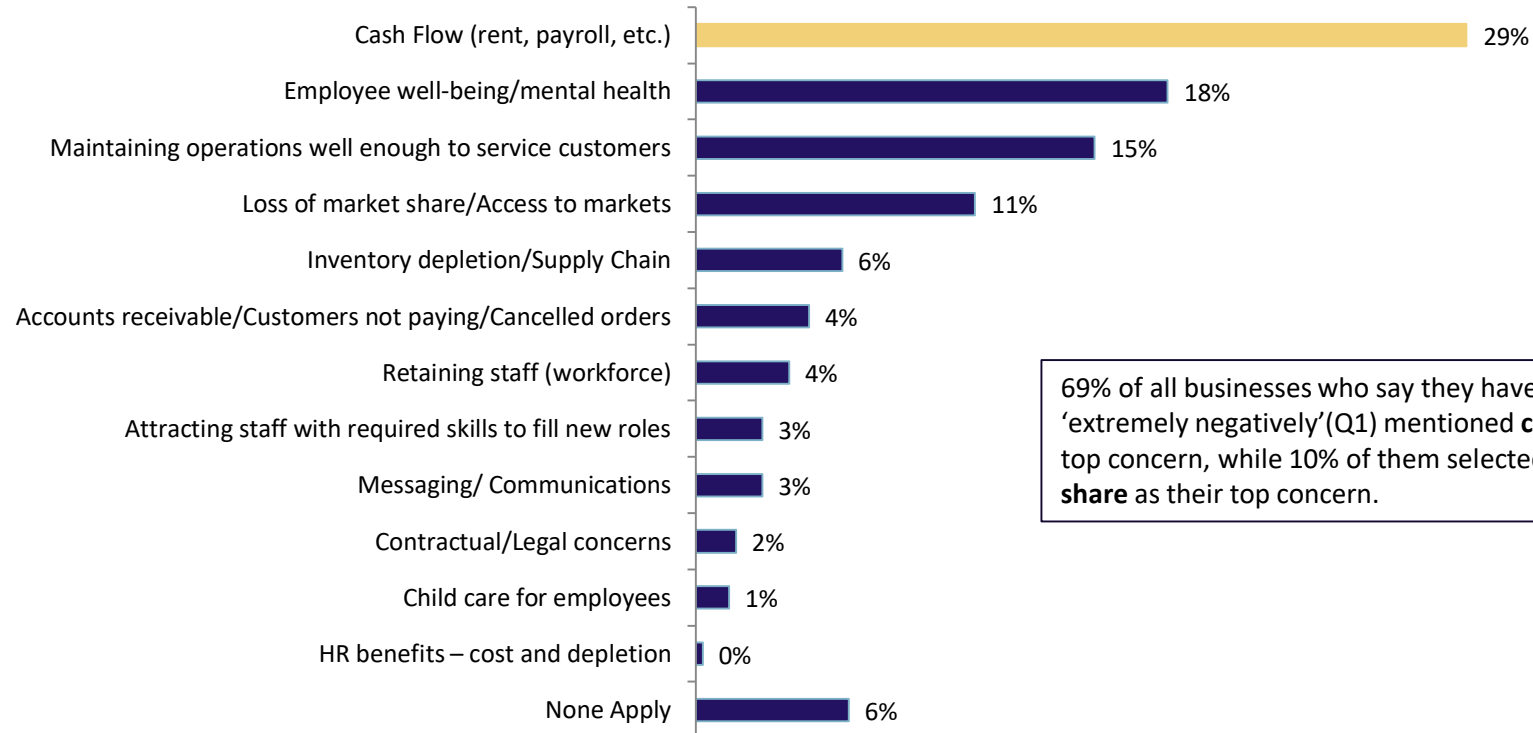 Cash Flow (rent, payroll, etc.) 29%
Employee well-being/mental health 18%
Maintaining operations well enough to service customers 15%
Loss of market share/Access to markets 11%
Inventory depletion/Supply Chain 6%
Accounts receivable/Customers not paying/Cancelled orders 4%
Retaining staff (workforce) 4%
Attracting staff with required skills to fill new roles 3%
Messaging/ Communications 3%
Contractual/Legal concerns 2%
Child care for employees 1%
HR benefits – cost and depletion 0%
None Apply 6%
69% of all businesses who say they have
‘extremely negatively’(Q1) mentioned
top concern, while 10% of them selected
share as their top concern.